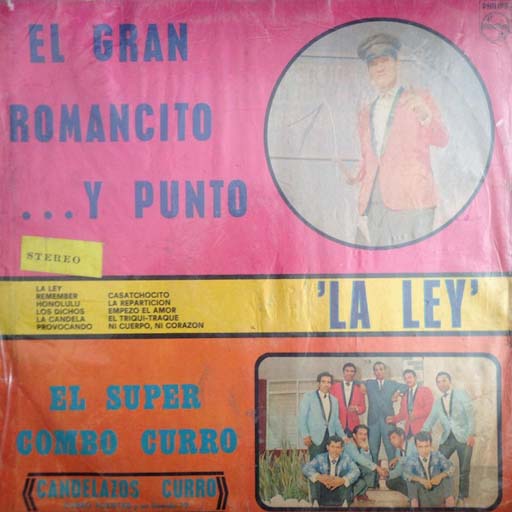 EL GRAN
ROMANCITO
...Y PUNTO
PHILIPS
STEREO
LA LEY
REMEMBER
HONOLULU
LOS DICHOS
LA CANDELA
PROVOCANDO
CASATCHOCITO
LA REPARTICION
EMPEZO EL AMOR
EL TRIQUI-TRAQUE
NI CUERPO, NI CORAZON
'LA LEY'
EL SUPER
COMBO CURRO
CANDELAZOS CURRO